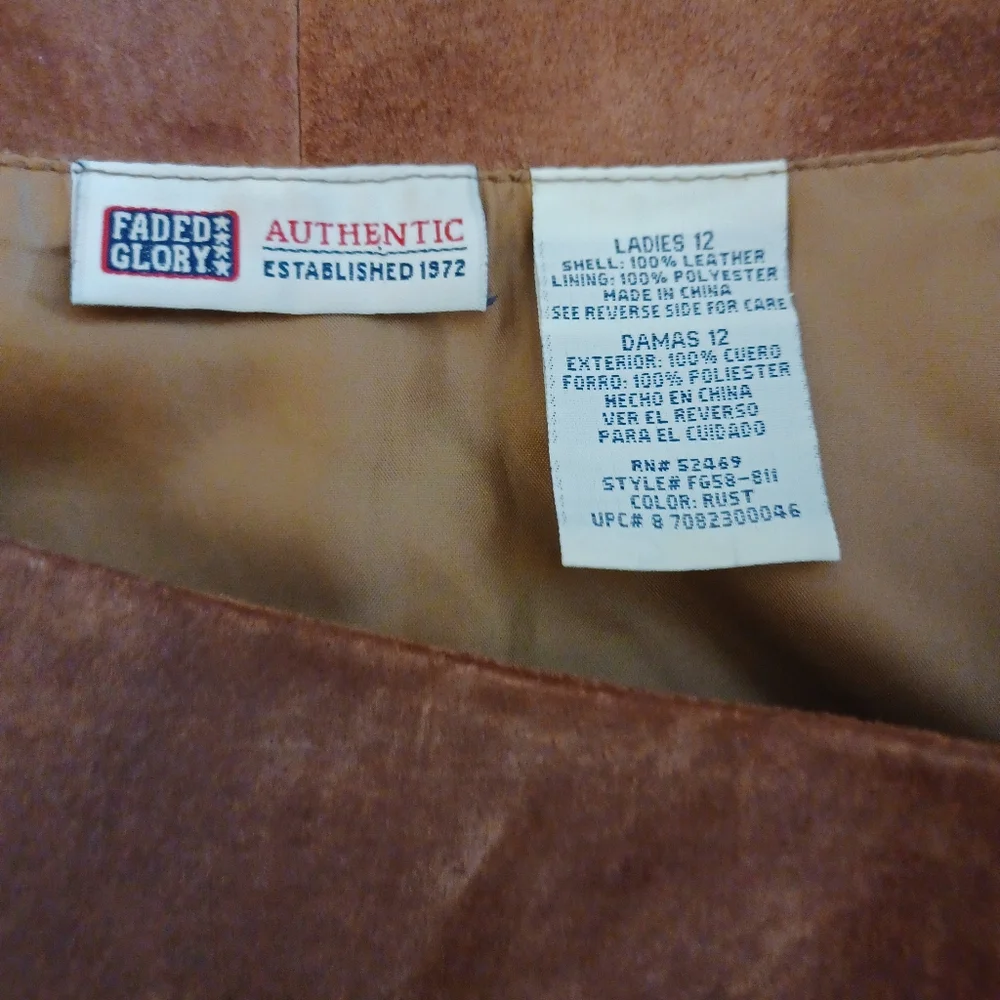 FADED
GLORY
AUTHENTIC
ESTABLISHED 1972
LADIES 12
SHELL: 100% LEATHER
LINING: 100% POLYESTER
MADE IN CHINA
SEE REVERSE SIDE FOR CARE
DAMAS 12
EXTERIOR: 100% CUERO
FORRO: 100% POLIESTER
HECHO EN CHINA
VER EL REVERSO
PARA EL CUIDADO
RN# 52469
STYLE# FG58-811
COLOR: RUST
UPC# 8 7082300046